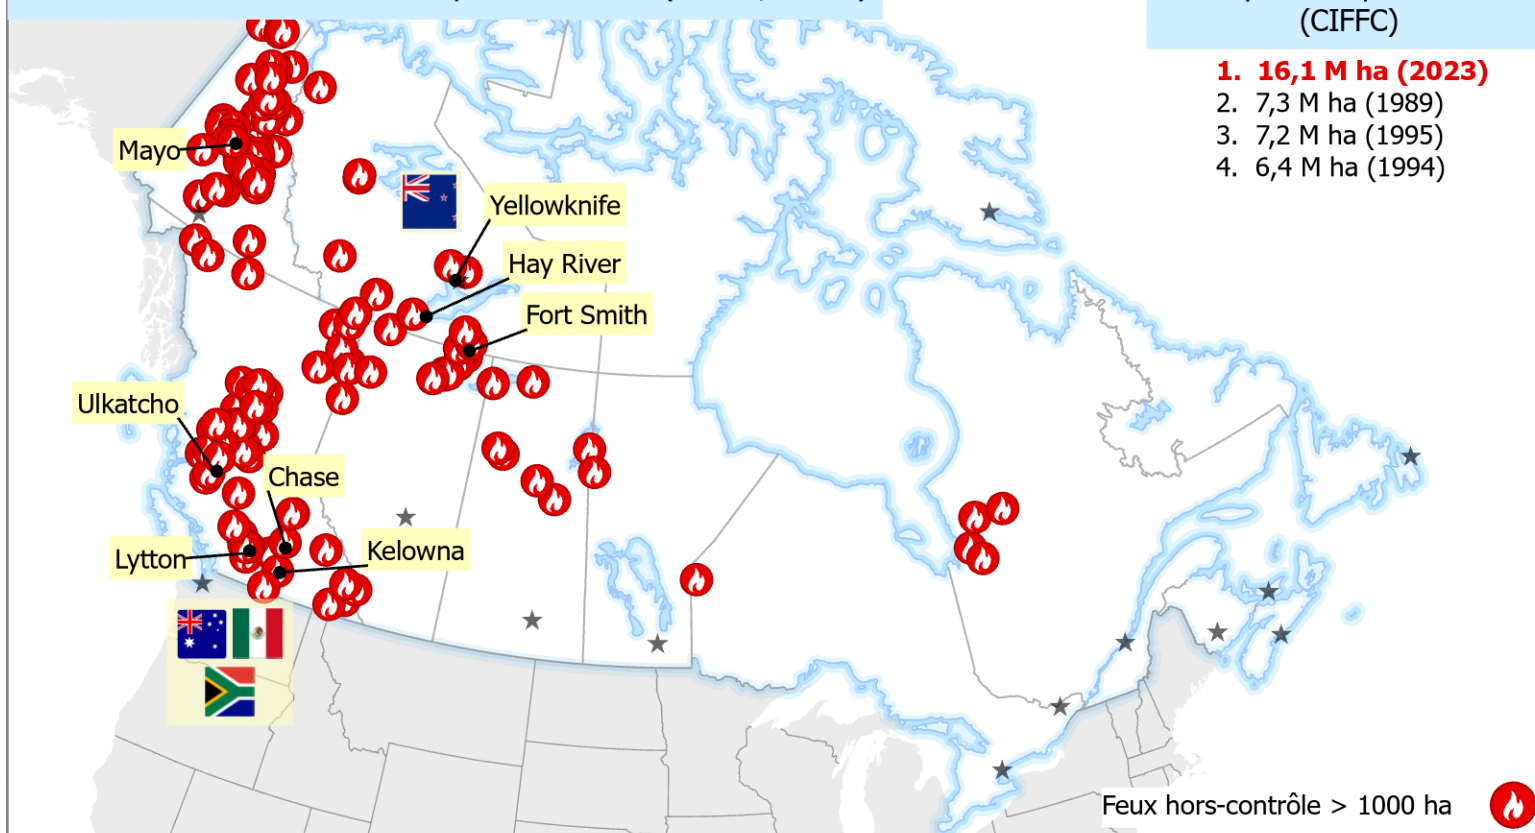 (CIFFC)
1. 16,1 M ha (2023)
2. 7,3 M ha (1989)
3. 7,2 M ha (1995)
4. 6,4 M ha (1994)
Mayo
Yellowknife
Hay River
Fort Smith
Ulkatcho
Chase
Lytton
Kelowna
Feux hors-contrôle > 1000 ha